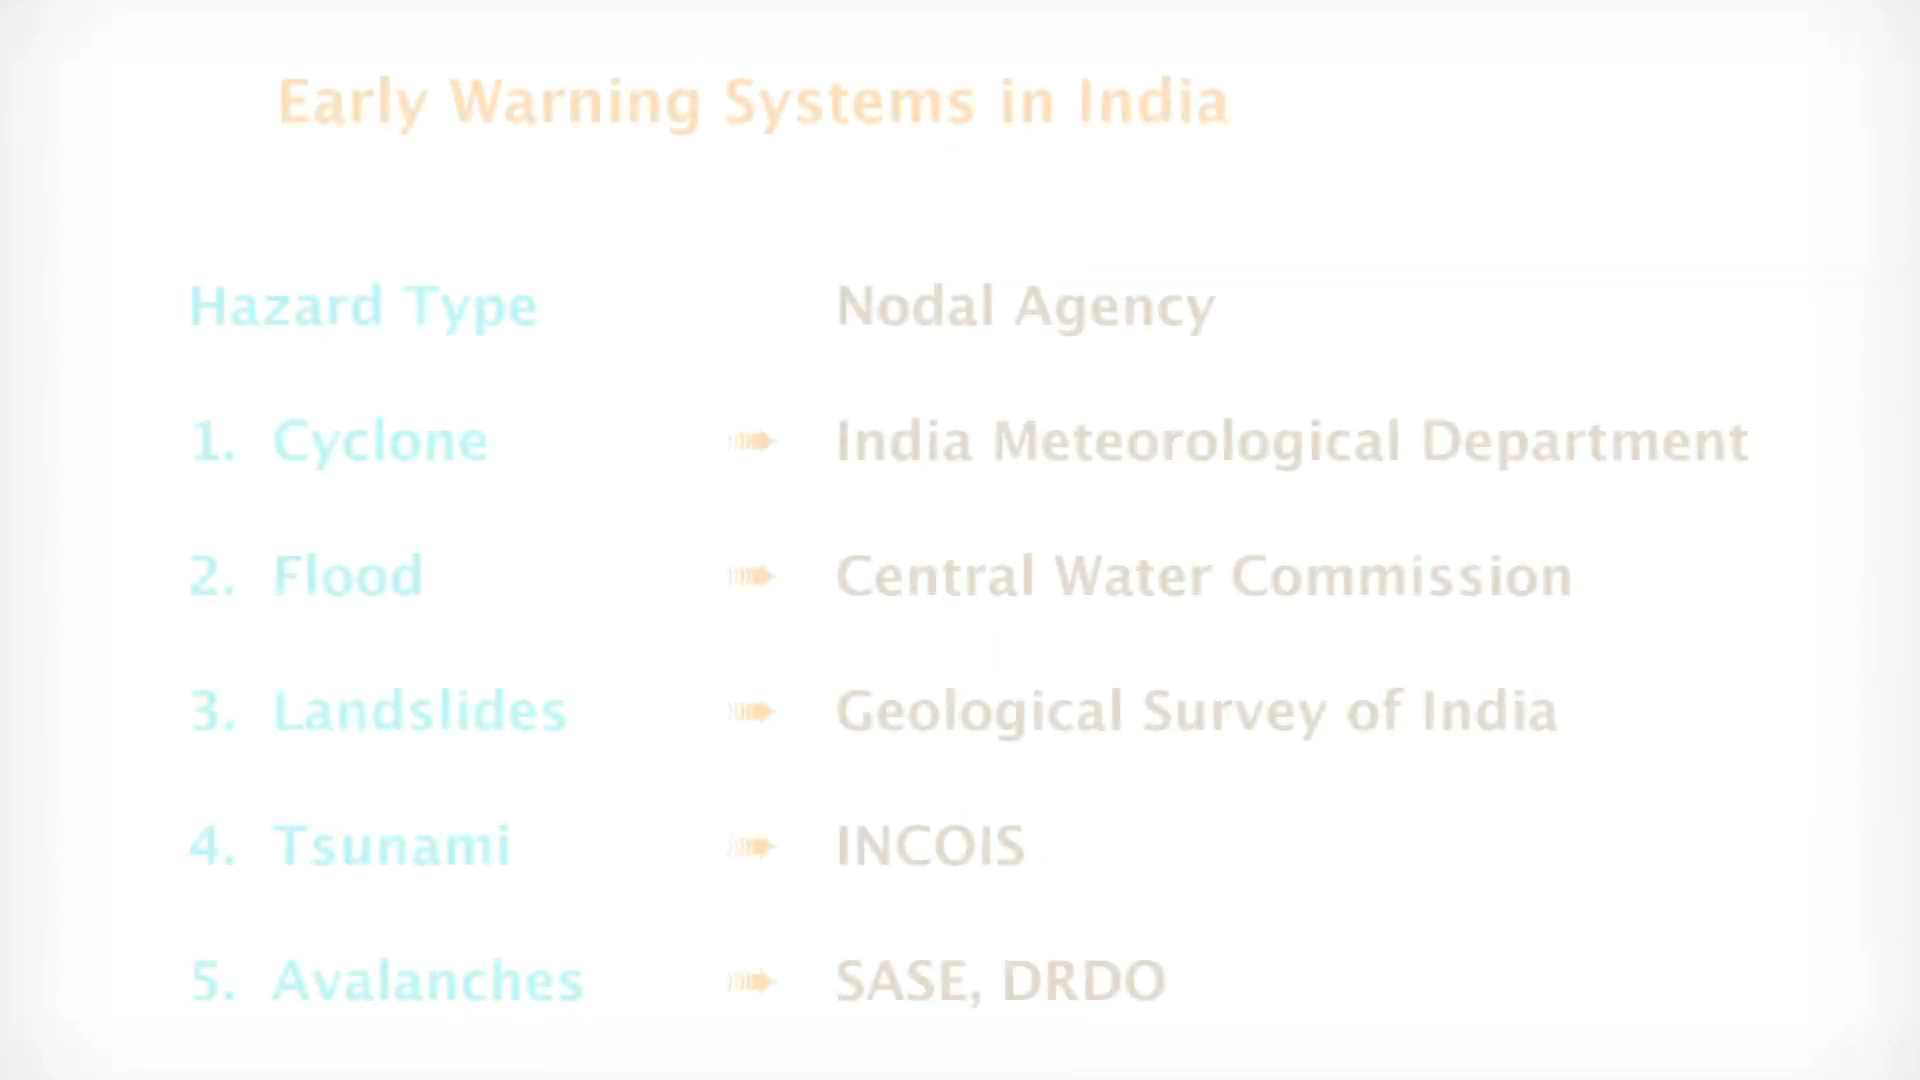 Early Warning Systems in India
Hazard Type Nodal Agency
1. Cyclone ➠ India Meteorological Department
2. Flood ➠ Central Water Commission
3. Landslides ➠ Geological Survey of India
4. Tsunami ➠ INCOIS
5. Avalanches ➠ SASE, DRDO